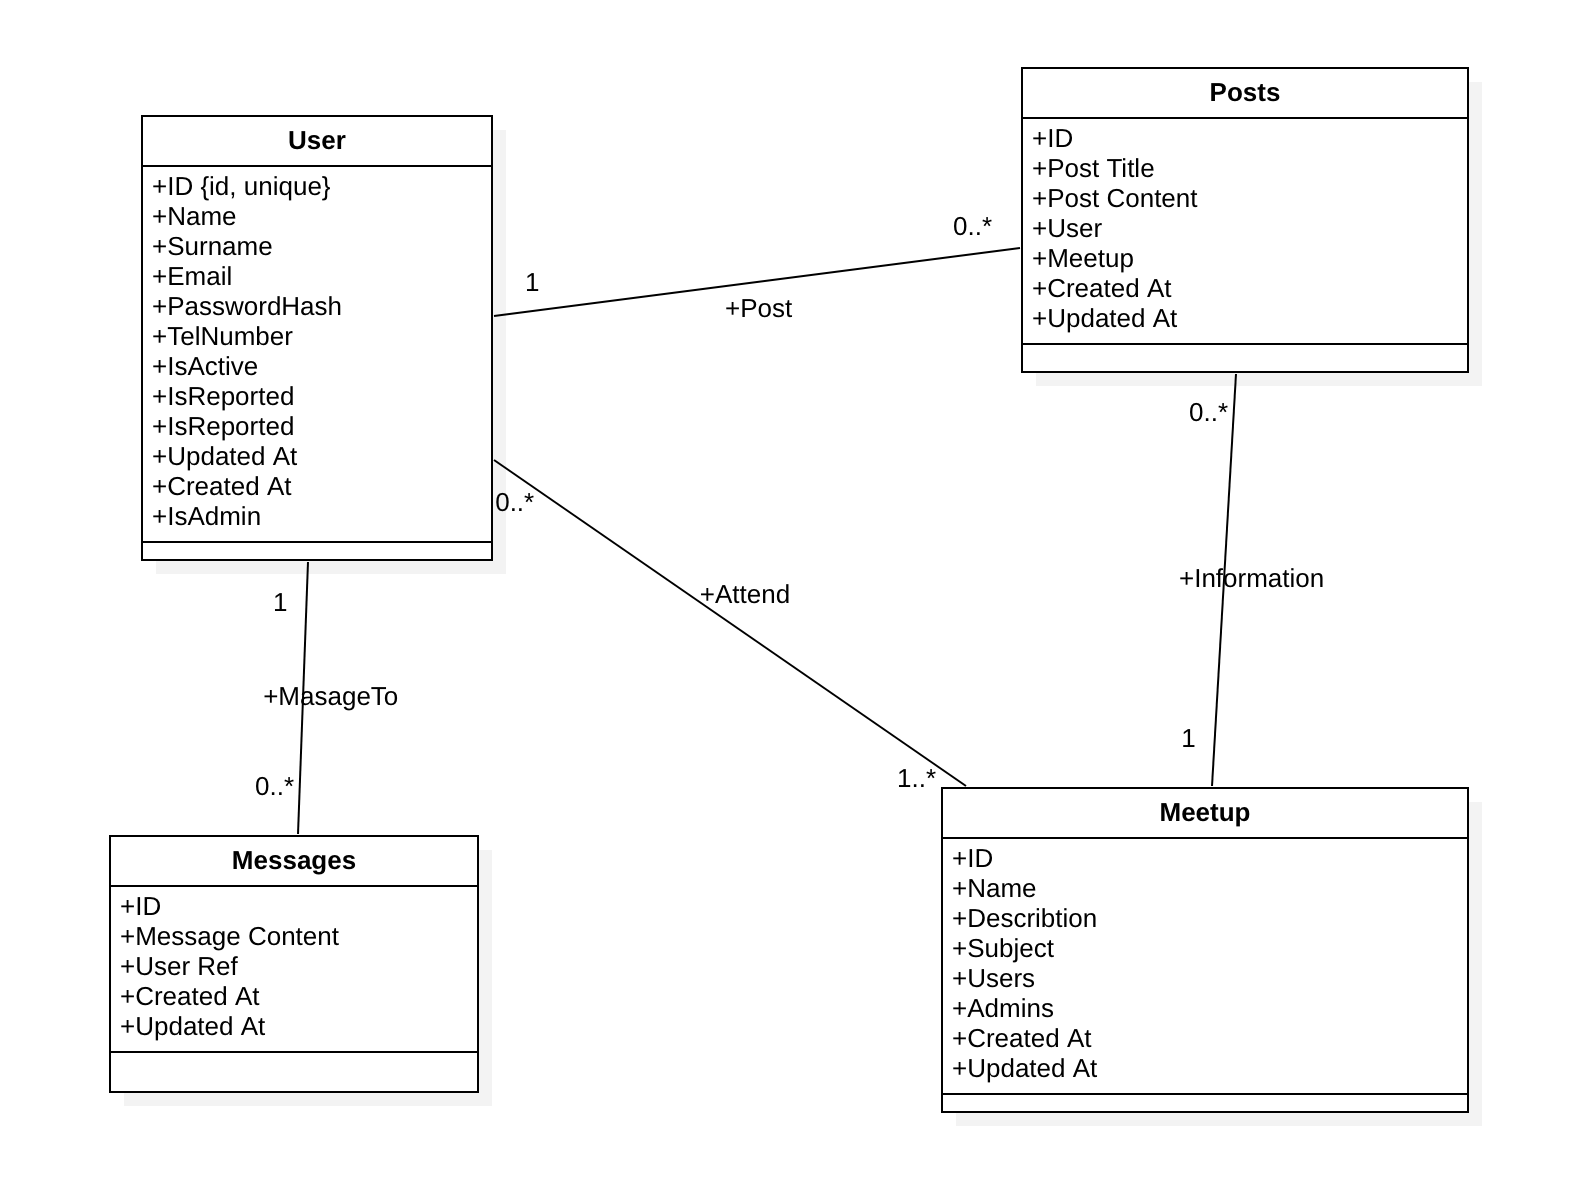 User
+ID {id, unique}
+Name
+Surname
+Email
+PasswordHash
+TelNumber
+IsActive
+IsReported
+IsReported
+Updated At
+Created At
+IsAdmin
1
+Post
0..*
Posts
+ID
+Post Title
+Post Content
+User
+Meetup
+Created At
+Updated At
0..*
+Information
1
0..*
+Attend
1..*
1
+MasageTo
0..*
Messages
+ID
+Message Content
+User Ref
+Created At
+Updated At
Meetup
+ID
+Name
+Describtion
+Subject
+Users
+Admins
+Created At
+Updated At